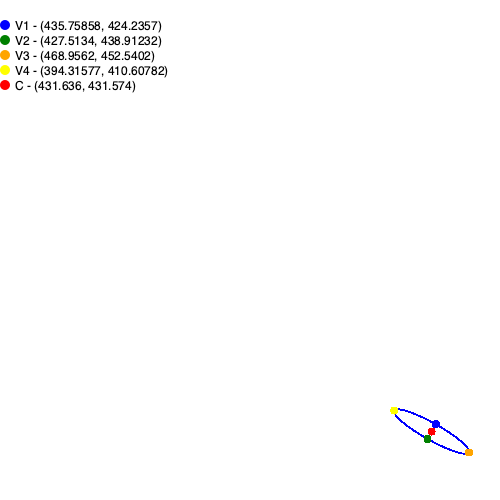 V1 - (435.75858, 424.2357)
V2 - (427.5134, 438.91232)
V3 - (468.9562, 452.5402)
V4 - (394.31577, 410.60782)
C - (431.636, 431.574)